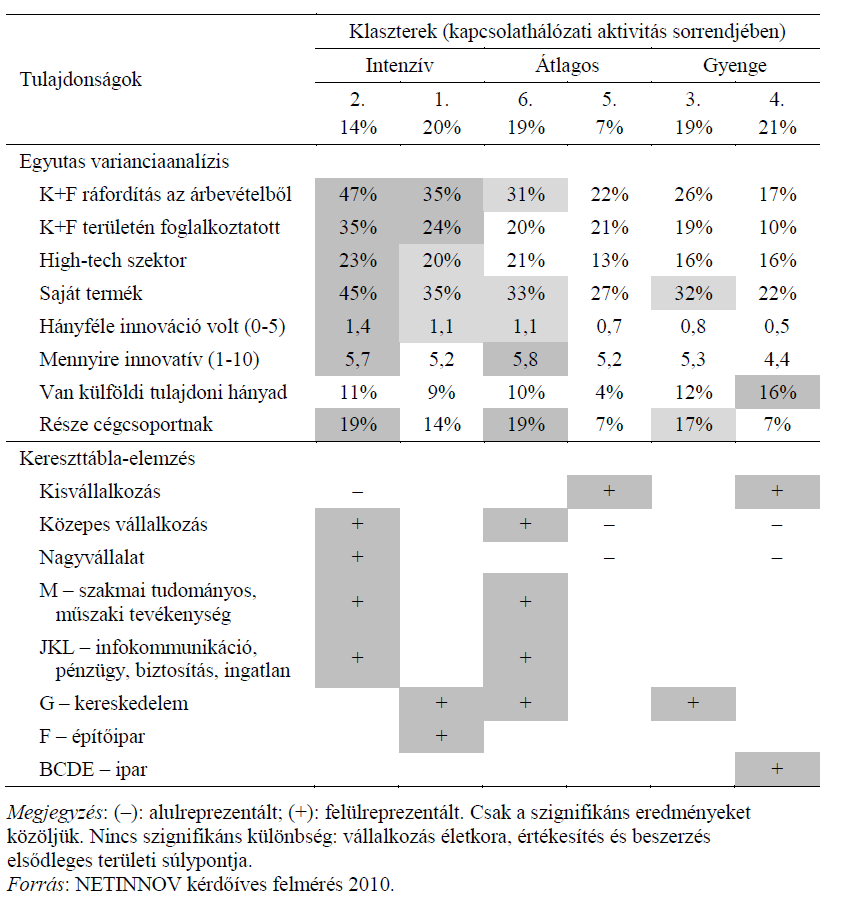 Klaszterek (kapcsolathálózati aktivitás sorrendjében)
Tulajdonságok
Intenzív Átlagos Gyenge
2. 1. 6. 5. 3. 4.
14% 20% 19% 7% 19% 21%
Egyutas varianciaanalízis
K+F ráfordítás az árbevételből 47% 35% 31% 22% 26% 17%
K+F területén foglalkoztatott 35% 24% 20% 21% 19% 10%
High-tech szektor 23% 20% 21% 13% 16% 16%
Saját termék 45% 35% 33% 27% 32% 22%
Hányféle innováció volt (0-5) 1,4 1,1 1,1 0,7 0,8 0,5
Mennyire innovatív (1-10) 5,7 5,2 5,8 5,2 5,3 4,4
Van külföldi tulajdoni hányad 11% 9% 10% 4% 12% 16%
Része cégcsoportnak 19% 14% 19% 7% 17% 7%
Kereszttábla-elemzés
Kisvállalkozás – + +
Közepes vállalkozás + + – –
Nagyvállalat + – –
M – szakmai tudományos,
műszaki tevékenység + +
JKL – infokommunikáció,
pénzügy, biztosítás, ingatlan + +
G – kereskedelem + + +
F – építőipar +
BCDE – ipar +
Megjegyzés: (–): alulreprezentált; (+): felülreprezentált. Csak a szignifikáns eredményeket
közöljük. Nincs szignifikáns különbség: vállalkozás életkora, értékesítés és beszerzés
elsődleges területi súlypontja.
Forrás: NETINNOV kérdőíves felmérés 2010.